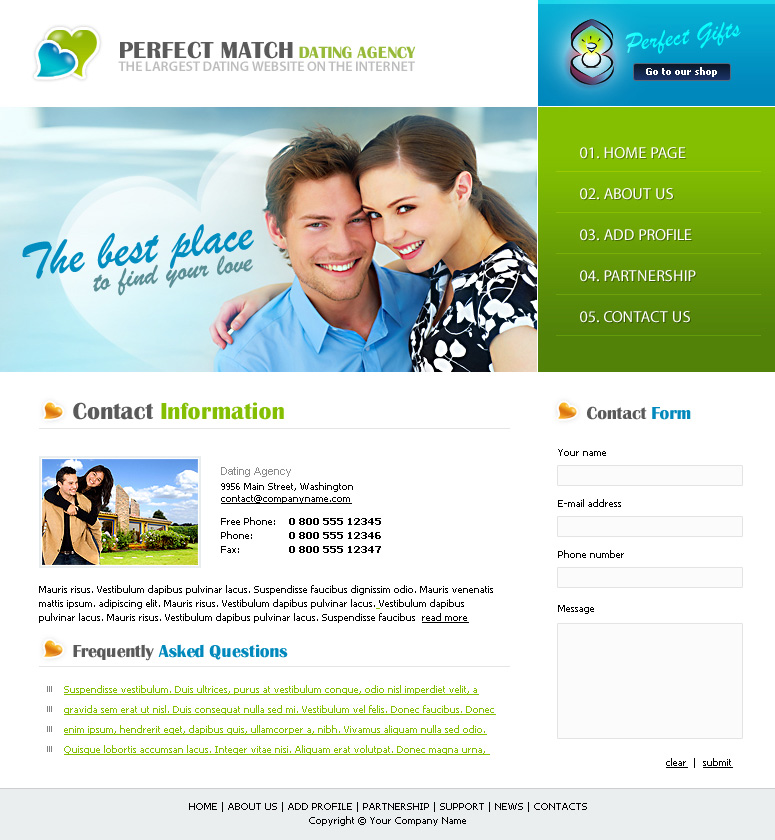 PERFECT MATCH DATING AGENCY
THE LARGEST DATING WEBSITE ON THE INTERNET
Perfect Gifts
Go to our shop
The best place
to find your love
01. HOME PAGE
02. ABOUT US
03. ADD PROFILE
04. PARTNERSHIP
05. CONTACT US
Contact Information
Dating Agency
9956 Main Street, Washington
contact@companyname.com
Free Phone: 0 800 555 12345
Phone: 0 800 555 12346
Fax: 0 800 555 12347
Mauris risus. Vestibulum dapibus pulvinar lacus. Suspendisse faucibus dignissim odio. Mauris venenatis
mattis ipsum. adipiscing elit. Mauris risus. Vestibulum dapibus pulvinar lacus. Vestibulum dapibus
pulvinar lacus. Mauris risus. Vestibulum dapibus pulvinar lacus. Suspendisse faucibus read more
Frequently Asked Questions
Suspendisse vestibulum. Duis ultrices, purus at vestibulum congue, odio nisl imperdiet velit, a
gravida sem erat ut nisl. Duis consequat nulla sed mi. Vestibulum vel felis. Donec faucibus. Donec
enim ipsum, hendrerit eget, dapibus quis, ullamcorper a, nibh. Vivamus aliquam nulla sed odio.
Quisque lobortis accumsan lacus. Integer vitae nisi. Aliquam erat volutpat. Donec magna urna,
Contact Form
Your name
E-mail address
Phone number
Message
clear | submit
HOME | ABOUT US | ADD PROFILE | PARTNERSHIP | SUPPORT | NEWS | CONTACTS
Copyright © Your Company Name